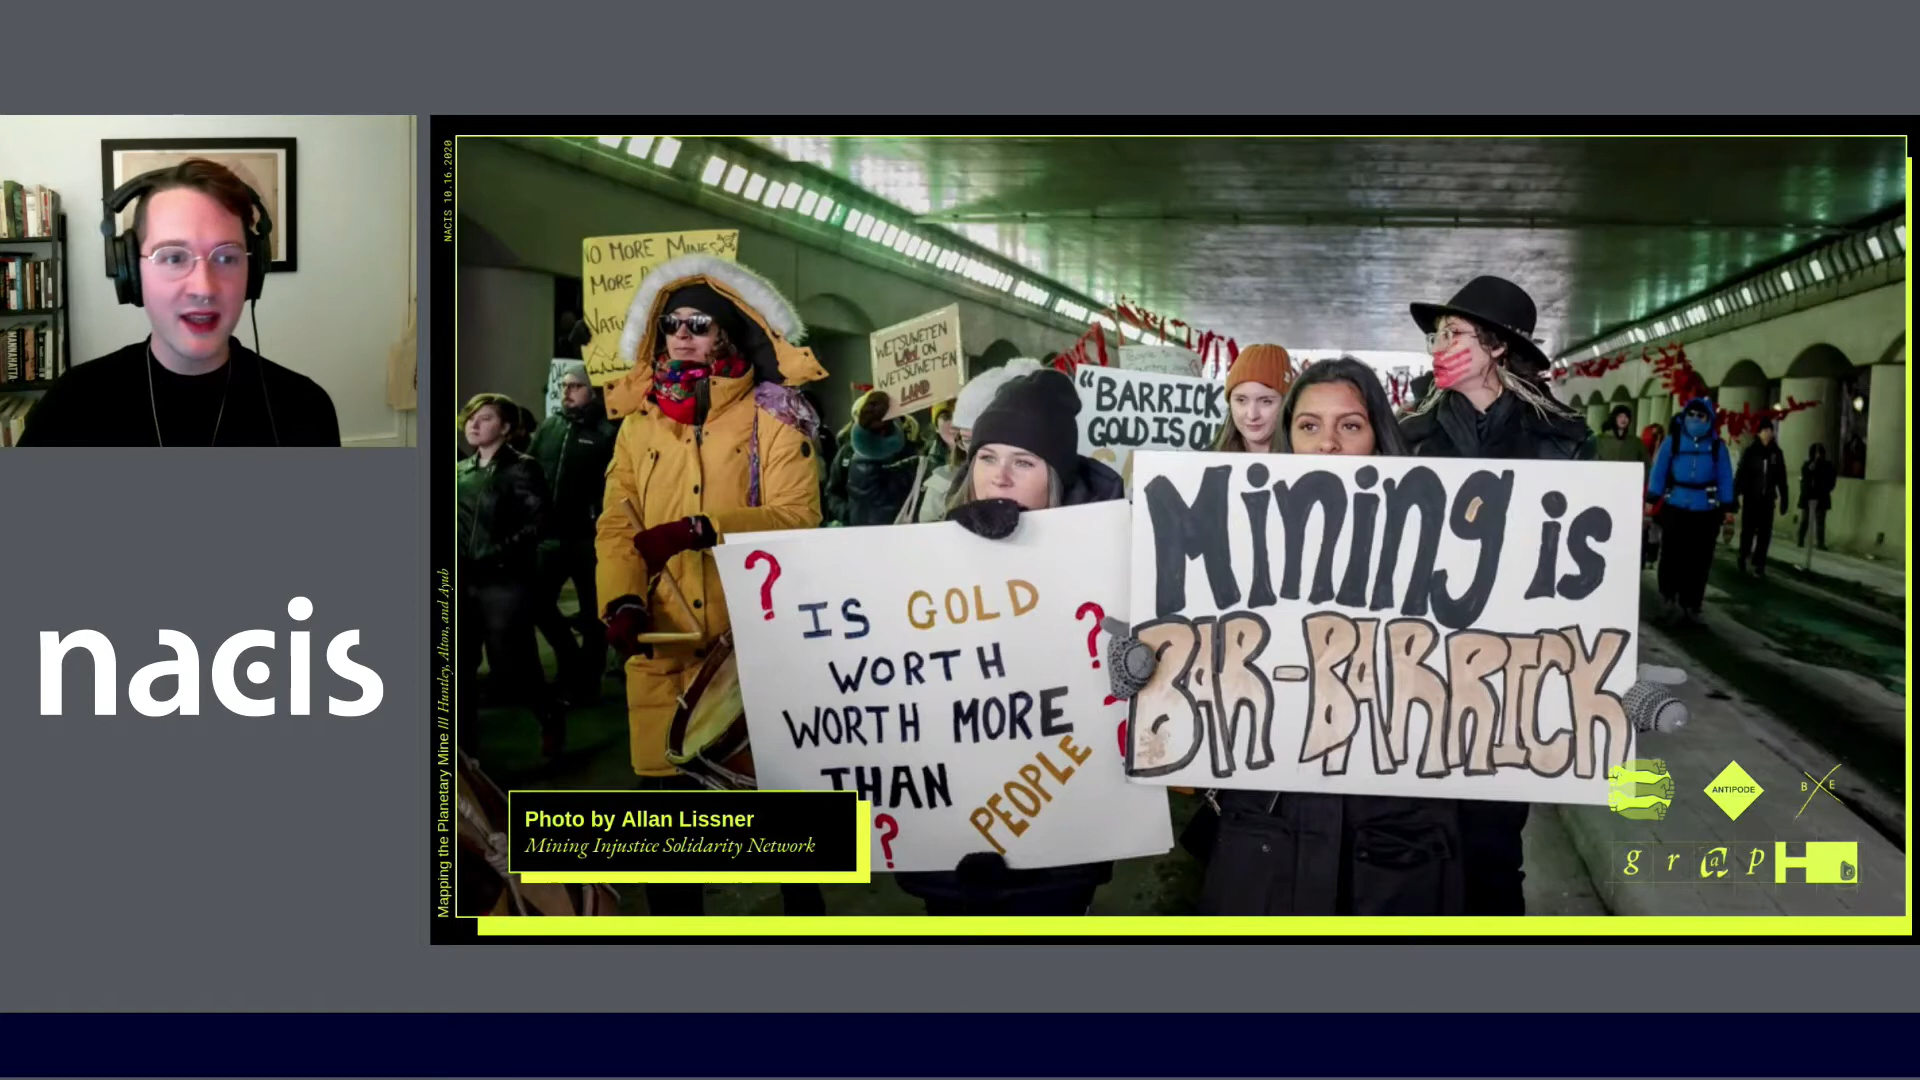 NACIS 10.16.2020
Mapping the Planetary Mine /// Huntley, Alton, and Ayub
nacis
NO MORE MINES
MORE
NATU
WETSUWETEN
LAW ON
WETSUWETEN
LAND
"BARRICK
GOLD IS OU
? IS GOLD
WORTH ?
WORTH MORE
THAN PEOPLE
?
Mining is
BAR-BARRICK
Photo by Allan Lissner
Mining Injustice Solidarity Network
ANTIPODE
B E
g r @ p H e
MANNAHATTA